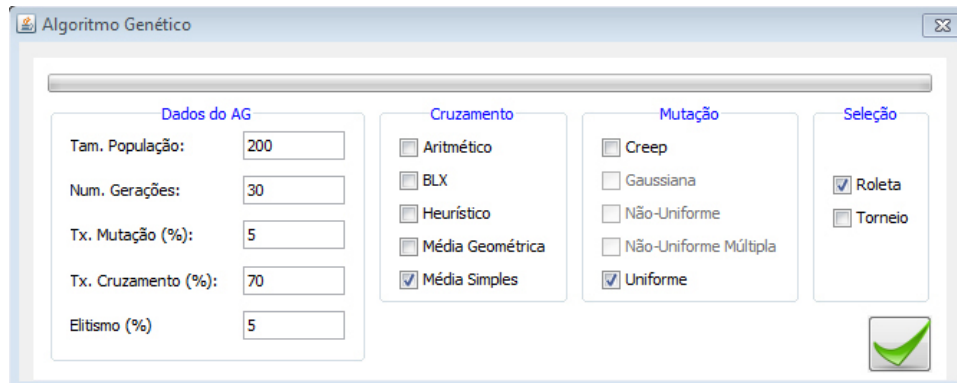 Algoritmo Genético
Dados do AG
Tam. População: 200
Num. Gerações: 30
Tx. Mutação (%): 5
Tx. Cruzamento (%): 70
Elitismo (%) 5
Cruzamento
Aritmético
BLX
Heurístico
Média Geométrica
Média Simples
Mutação
Creep
Gaussiana
Não-Uniforme
Não-Uniforme Múltipla
Uniforme
Seleção
Roleta
Torneio